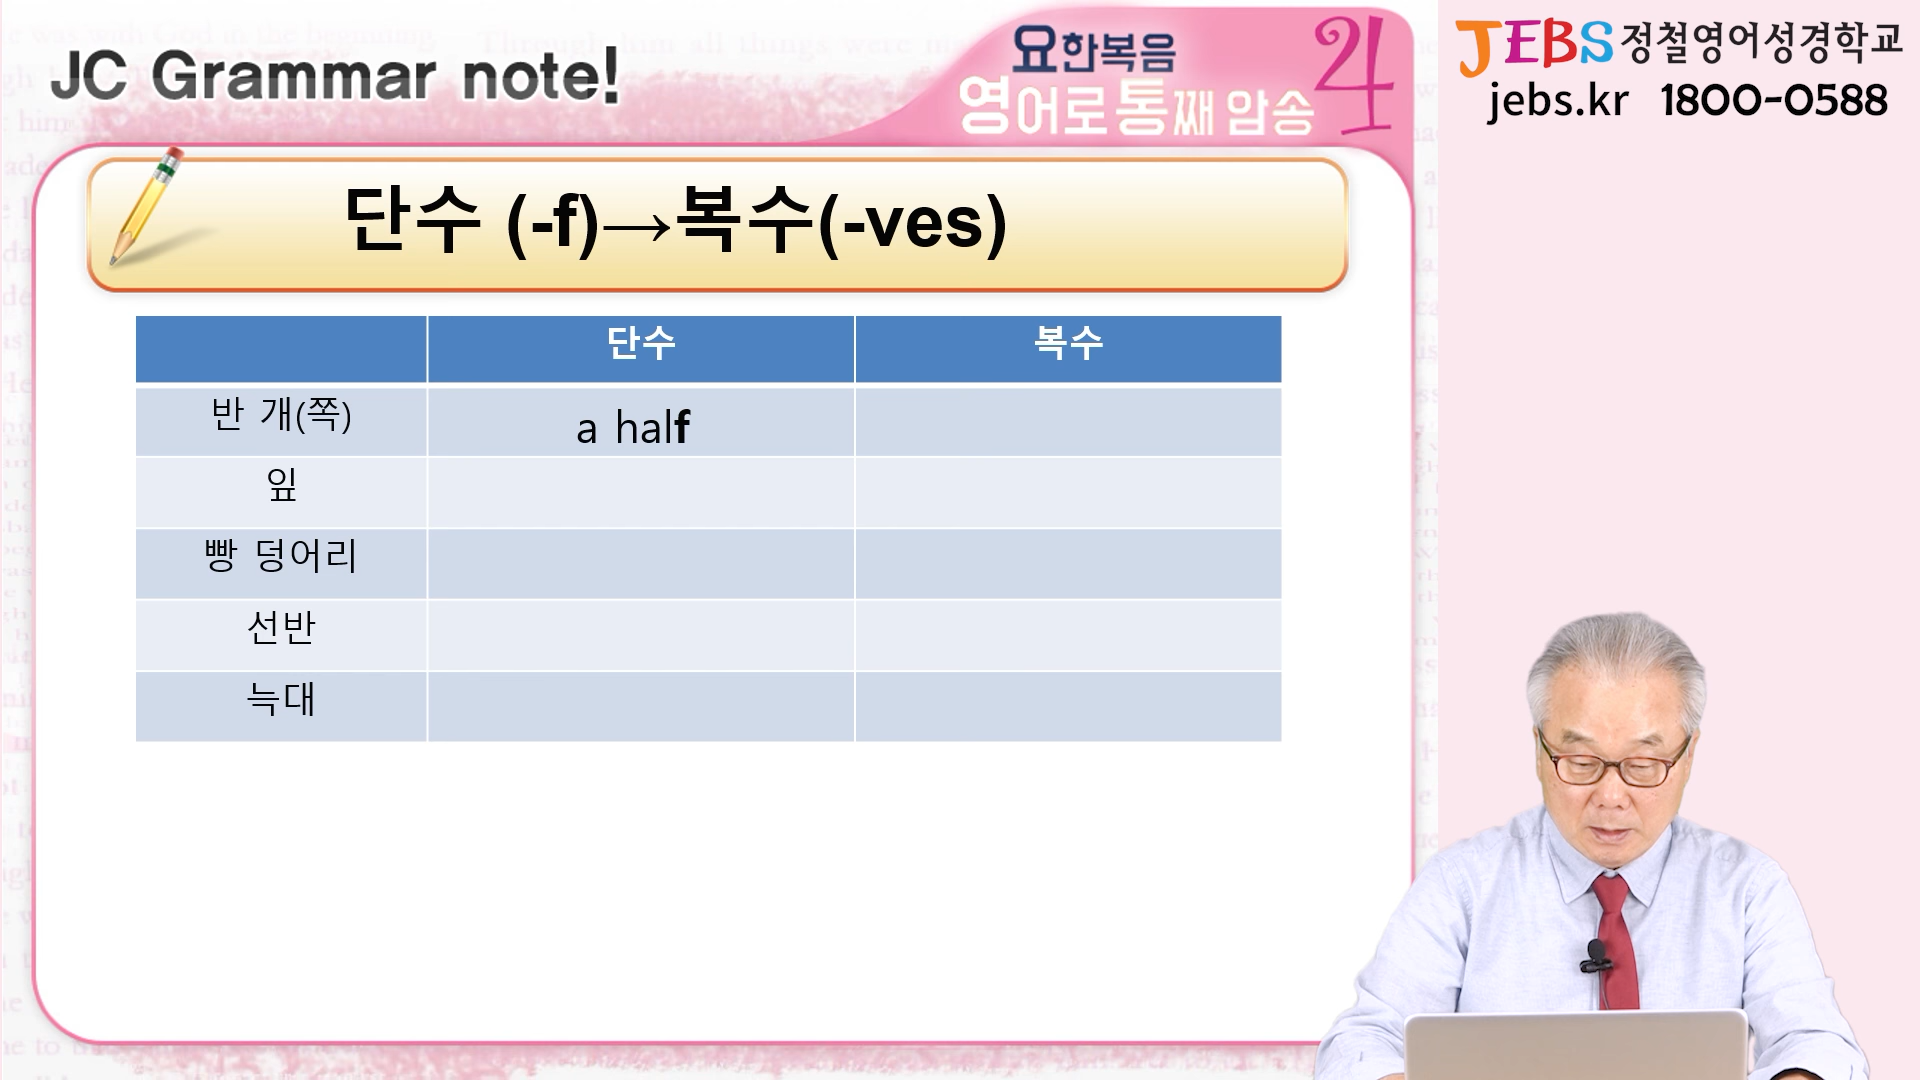 JC Grammar note!
요한복음
영어로 통째 암송
4
JEBS 정철영어성경학교
jebs.kr 1800-0588
단수 (-f)→복수(-ves)
단수 복수
반 개(쪽) a half
잎
빵 덩어리
선반
늑대